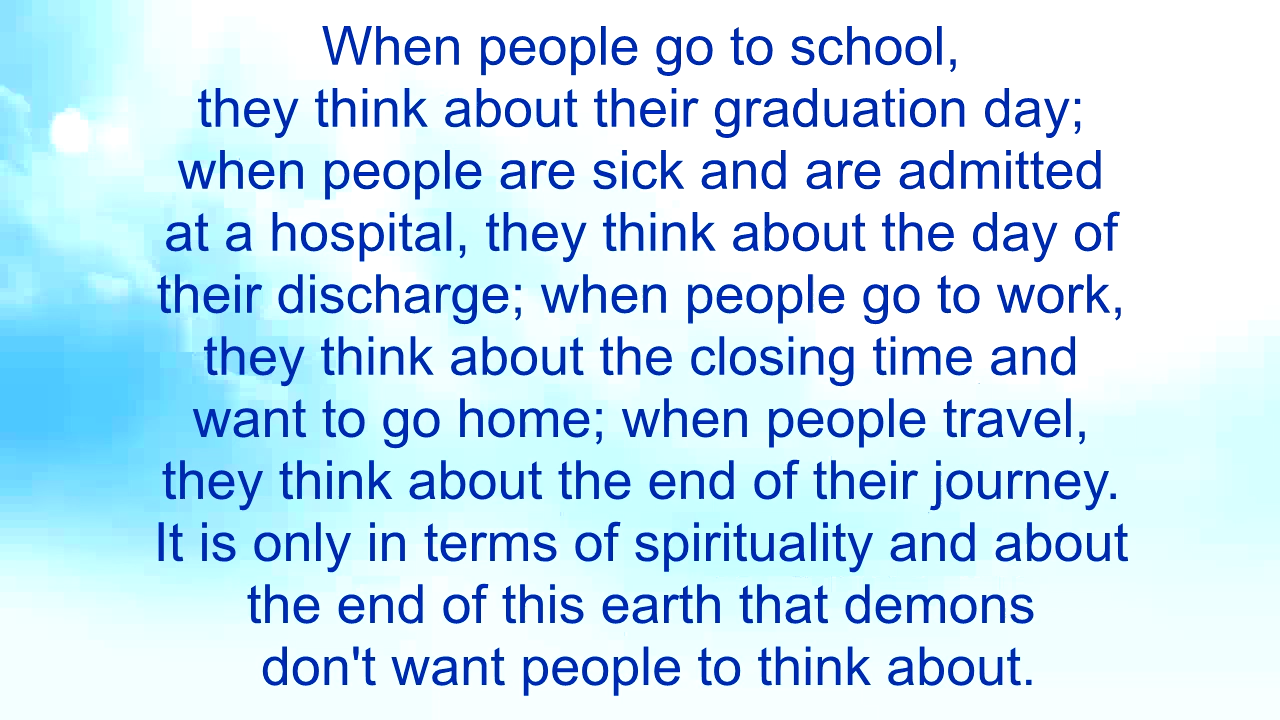 When people go to school,
they think about their graduation day;
when people are sick and are admitted
at a hospital, they think about the day of
their discharge; when people go to work,
they think about the closing time and
want to go home; when people travel,
they think about the end of their journey.
It is only in terms of spirituality and about
the end of this earth that demons
don't want people to think about.